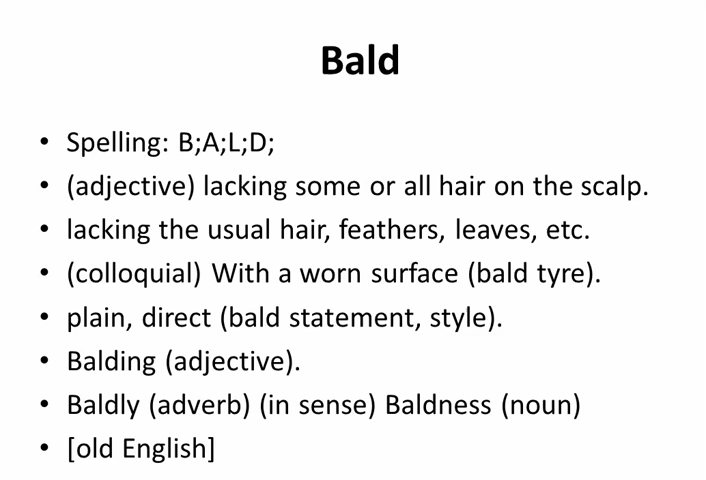 Bald
• Spelling: B;A;L;D;
• (adjective) lacking some or all hair on the scalp.
• lacking the usual hair, feathers, leaves, etc.
• (colloquial) With a worn surface (bald tyre).
• plain, direct (bald statement, style).
• Balding (adjective).
• Baldly (adverb) (in sense) Baldness (noun)
• [old English]